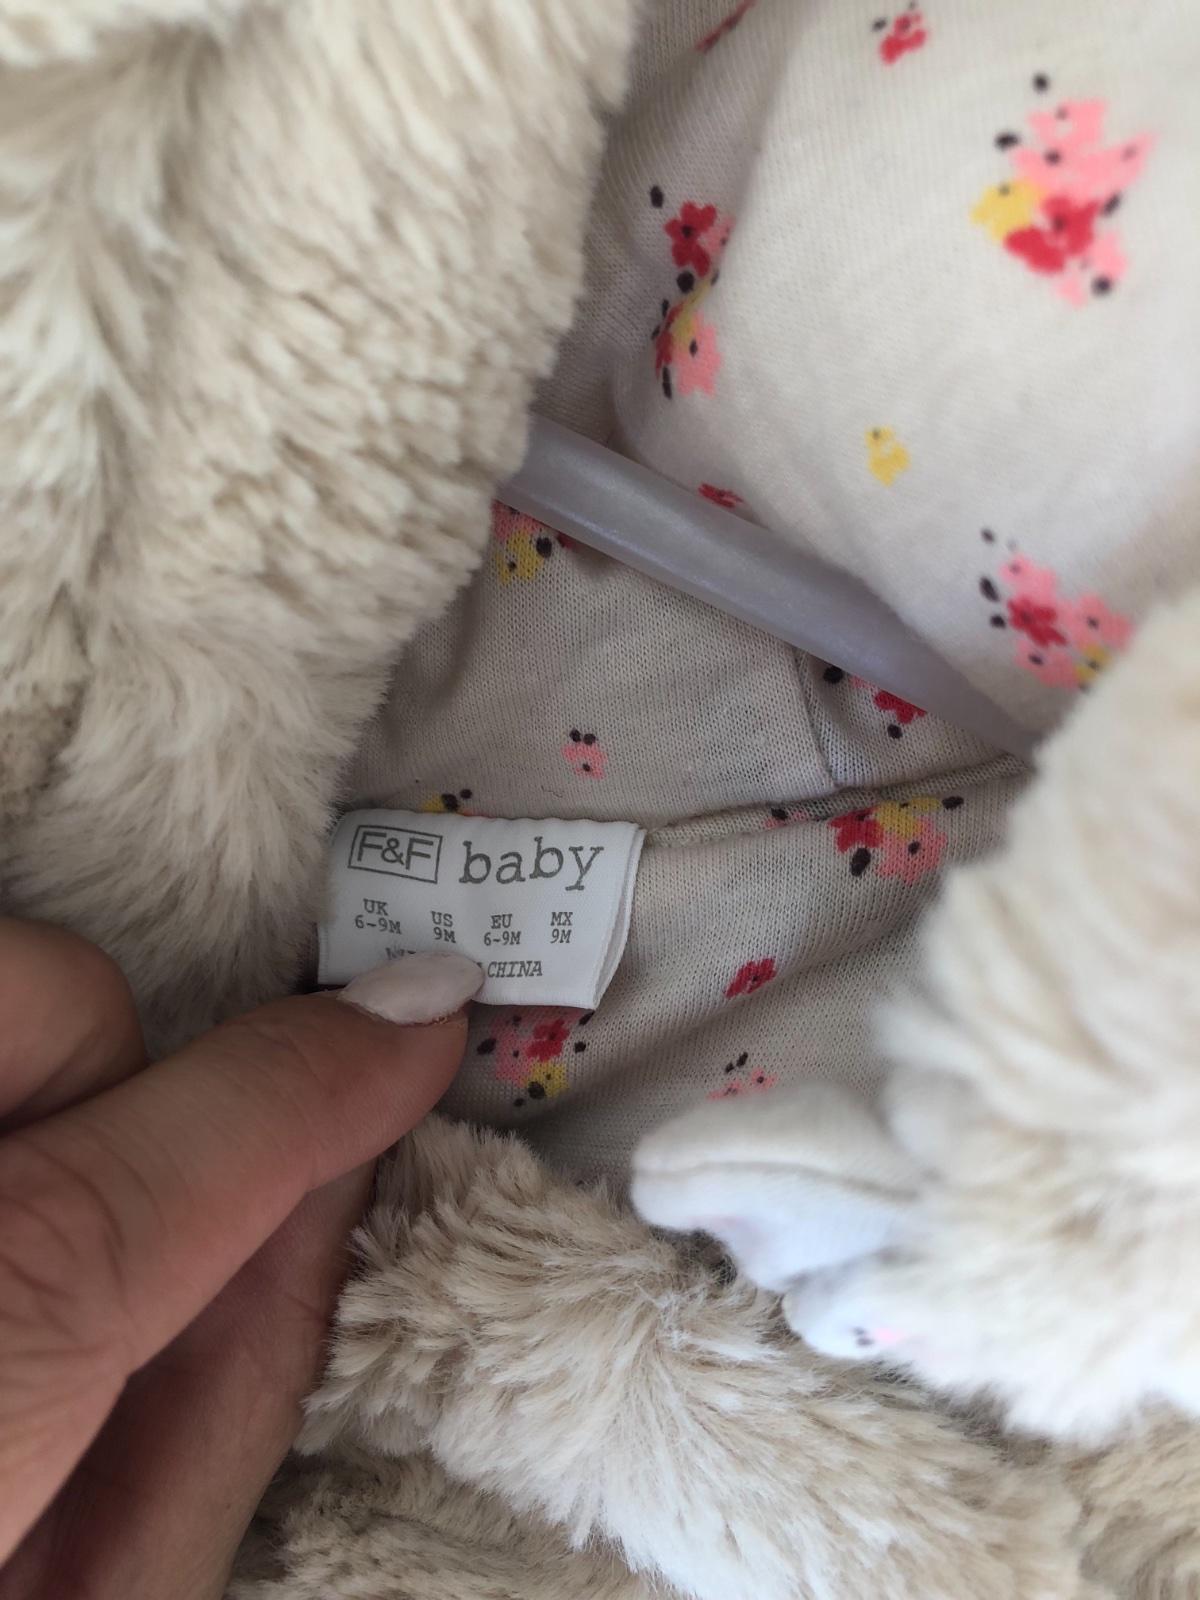 F&F baby
UK US EU MX
6-9M 9M 6-9M 9M
CHINA